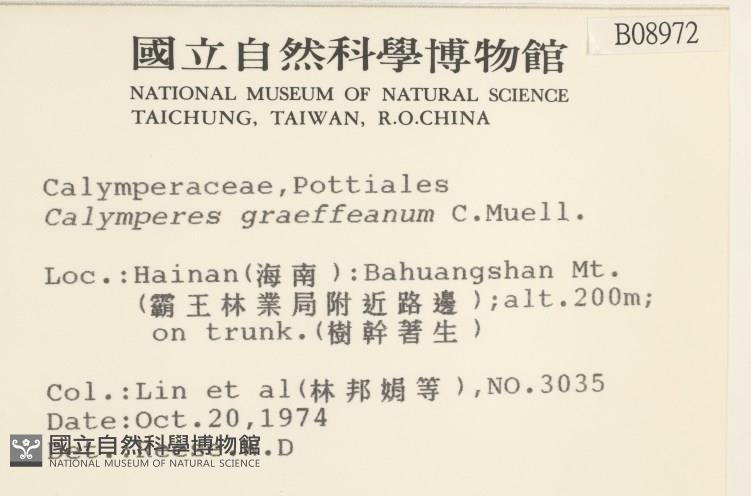 B08972
國立自然科學博物館
NATIONAL MUSEUM OF NATURAL SCIENCE
TAICHUNG, TAIWAN, R.O.CHINA
Calymperaceae,Pottiales
Calymperes graeffeanum C.Muell.
Loc.:Hainan(海南):Bahuangshan Mt.
(霸王林業局附近路邊);alt.200m;
on trunk.(樹幹著生)
Col.:Lin et al(林邦娟等),NO.3035
Date:Oct.20,1974
.D
國立自然科學博物館
NATIONAL MUSEUM OF NATURAL SCIENCE